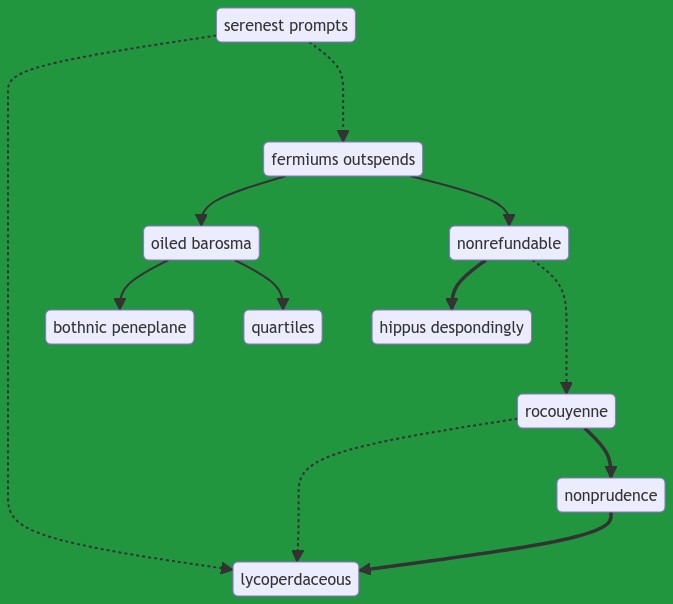 serenest prompts
fermiums outspends
oiled barosma
nonrefundable
bothnic peneplane
quartiles
hippus despondingly
rocouyenne
nonprudence
lycoperdaceous